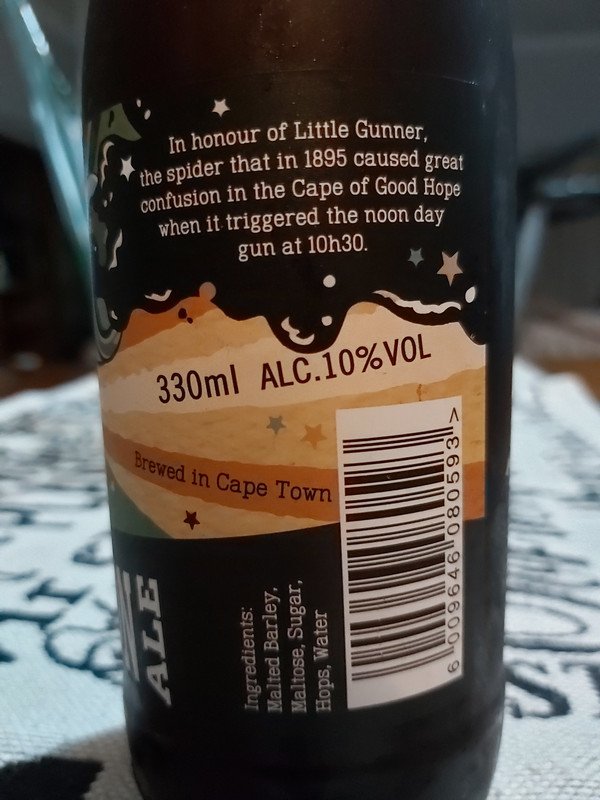 In honour of Little Gunner,
the spider that in 1895 caused great
confusion in the Cape of Good Hope
when it triggered the noon day
gun at 10h30.
330ml ALC.10%VOL
Brewed in Cape Town
ALE
Ingredients:
Malted Barley,
Maltose, Sugar,
Hops, Water
6 009646 080593 >